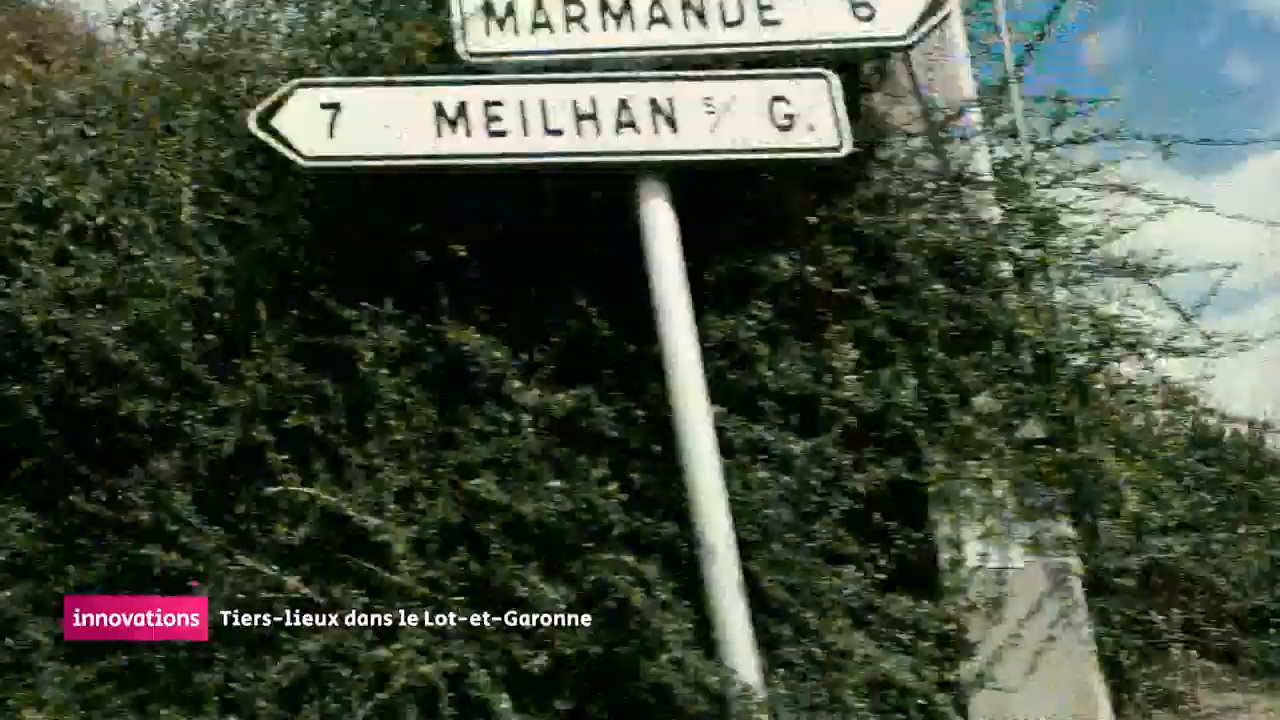 MARMANDE 6
7 MEILHAN S/ G.
innovations Tiers-lieux dans le Lot-et-Garonne